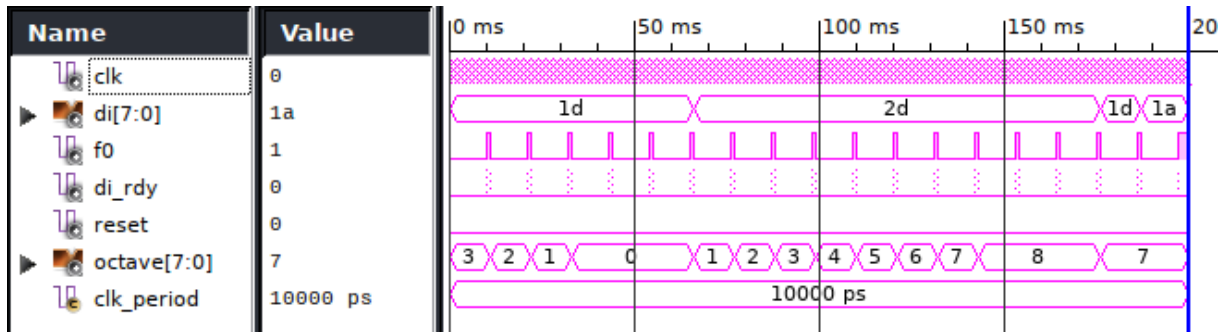 Name Value 0 ms 50 ms 100 ms 150 ms 20
clk 0
di[7:0] 1a 1d 2d 1d 1a
f0 1
di_rdy 0
reset 0
octave[7:0] 7 3 2 1 0 1 2 3 4 5 6 7 8 7
clk_period 10000 ps 10000 ps